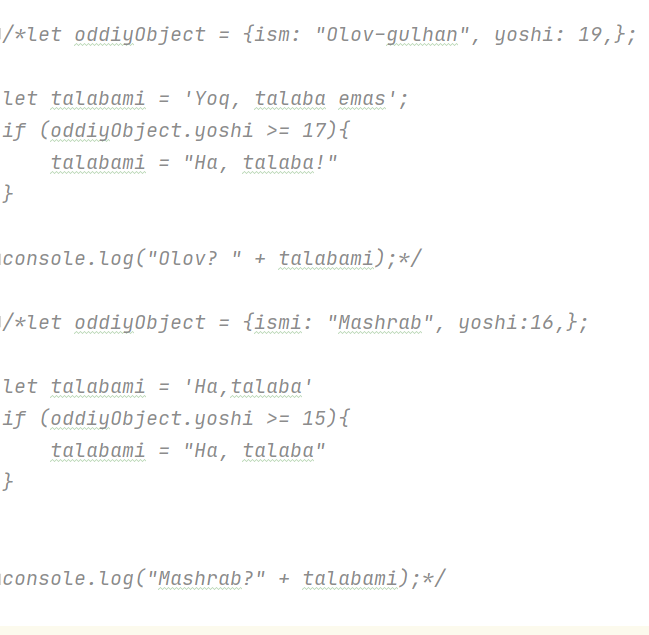 /*let oddiyObject = {ism: "Olov-gulhan", yoshi: 19,};
let talabami = 'Yoq, talaba emas';
if (oddiyObject.yoshi >= 17){
talabami = "Ha, talaba!"
}
console.log("Olov? " + talabami);*/
/*let oddiyObject = {ismi: "Mashrab", yoshi:16,};
let talabami = 'Ha,talaba'
if (oddiyObject.yoshi >= 15){
talabami = "Ha, talaba"
}
console.log("Mashrab?" + talabami);*/